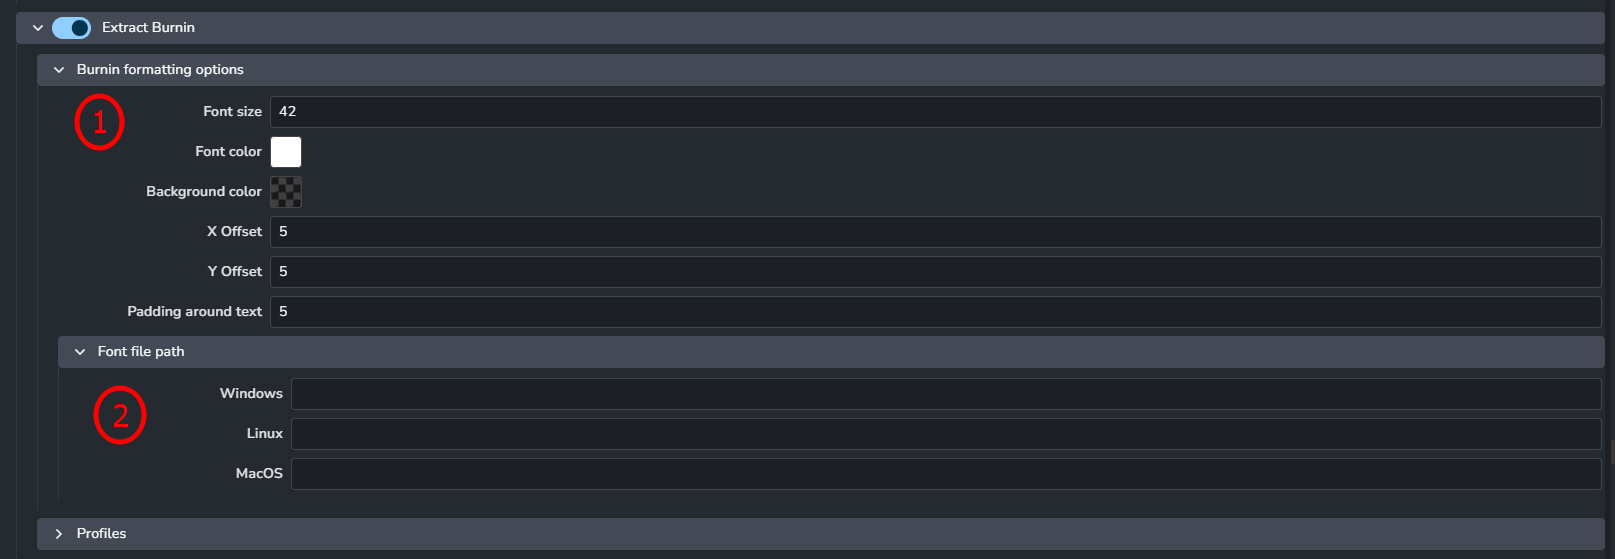 Extract Burnin
Burnin formatting options
1
Font size 42
Font color
Background color
X Offset 5
Y Offset 5
Padding around text 5
Font file path
2
Windows
Linux
MacOS
Profiles